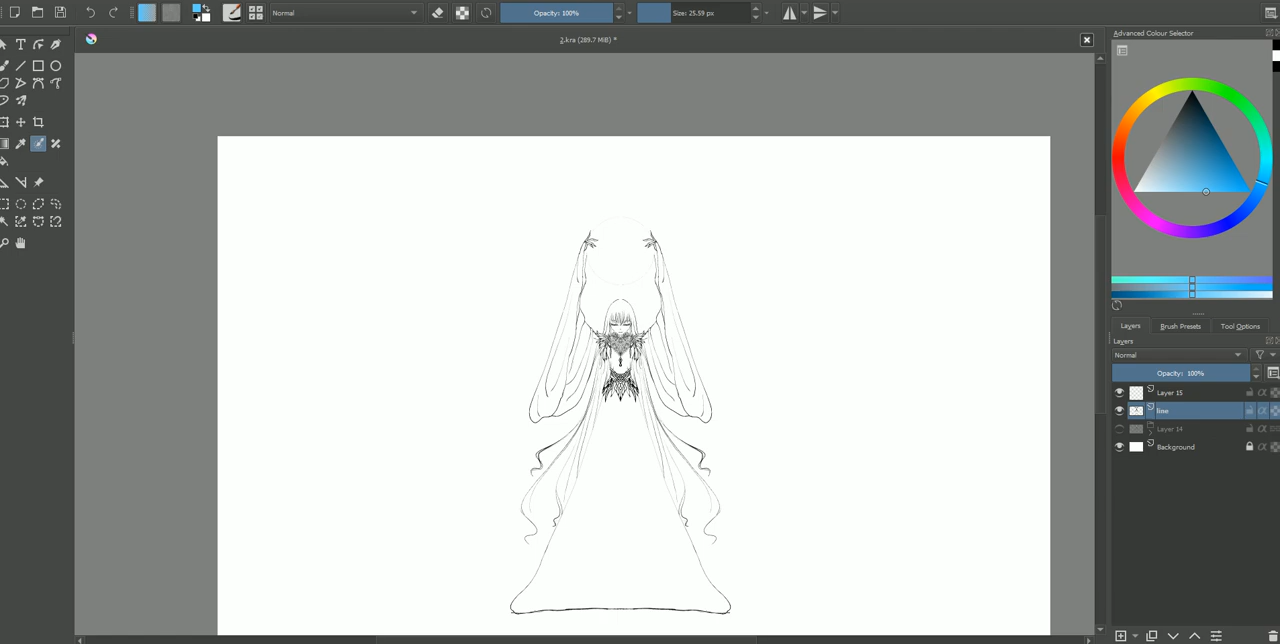 Normal
Opacity: 100%
Size: 25.59 px
2.kra (289.7 MiB) *
Advanced Colour Selector
Layers
Brush Presets
Tool Options
Layers
Normal
Opacity: 100%
Layer 15
line
Layer 14
Background